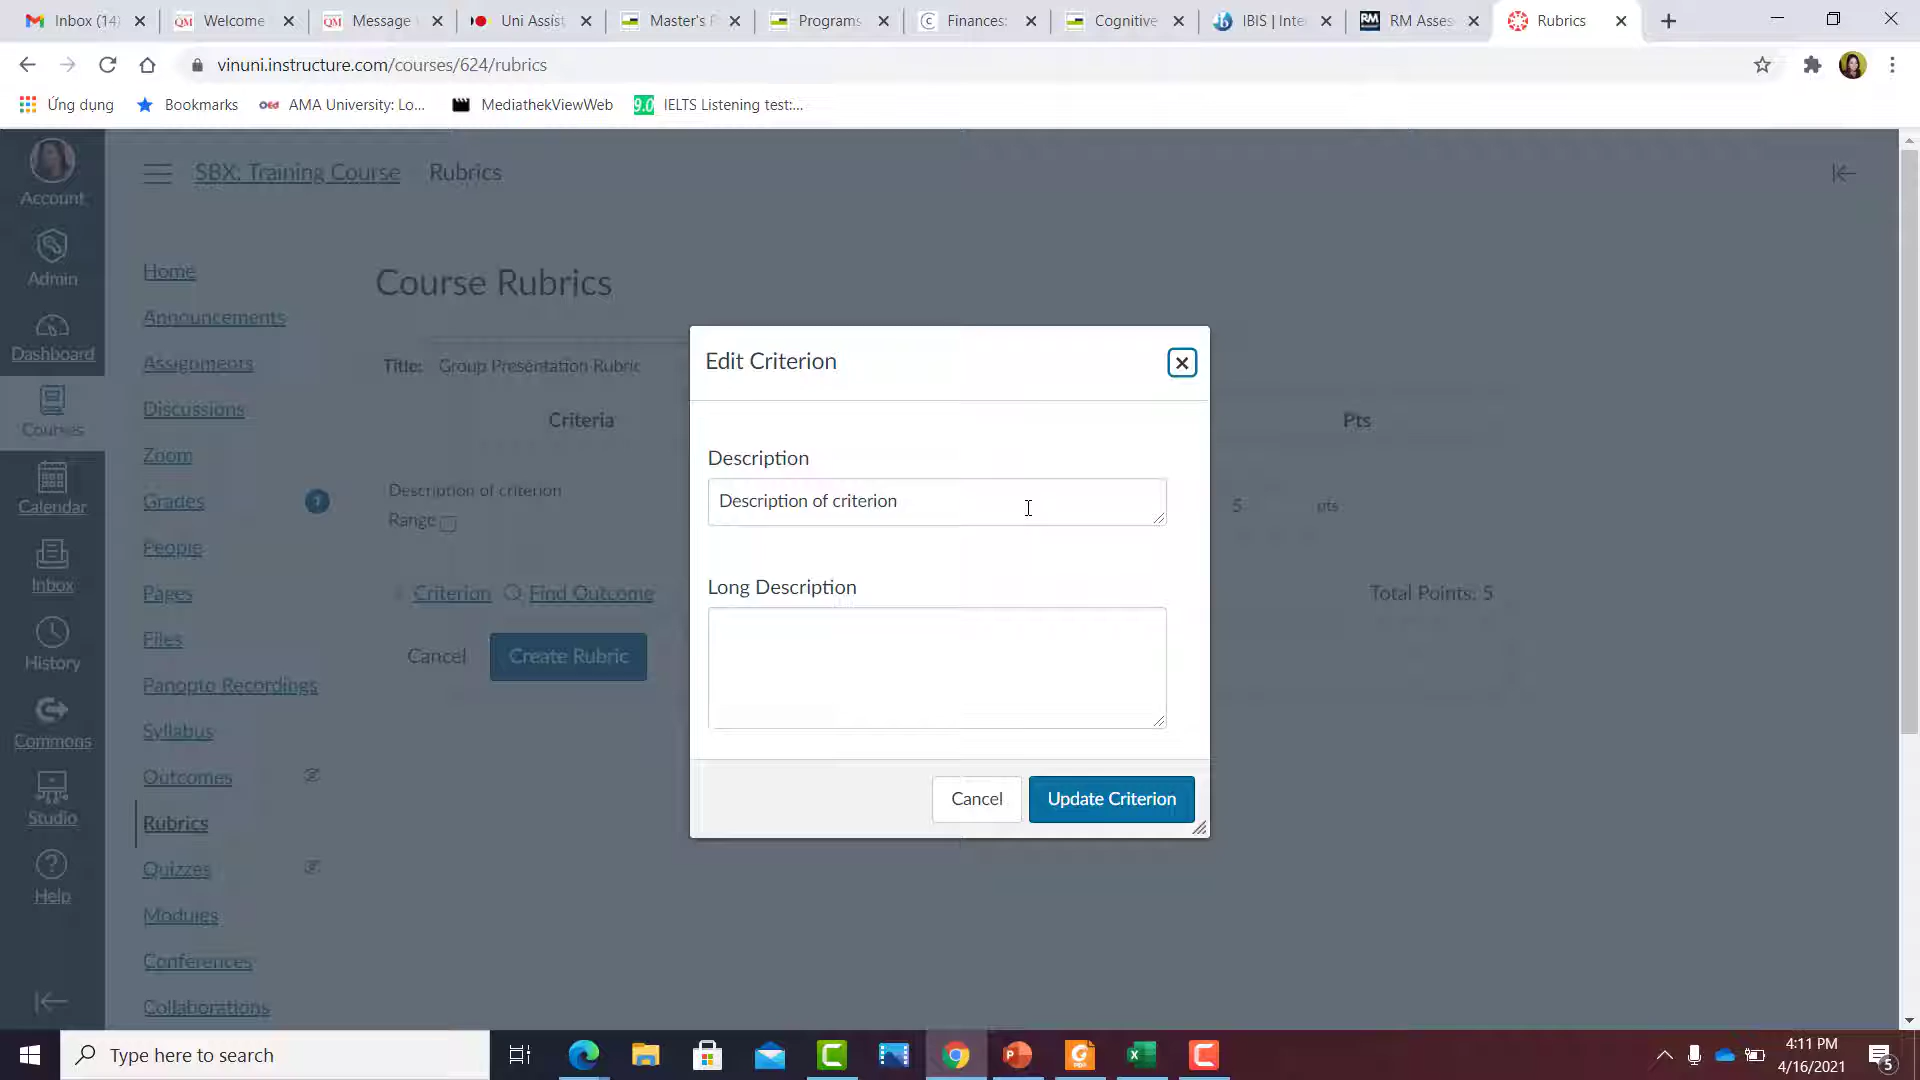 Inbox (14)
Welcome
Message
Uni Assist
Master's P
Programs
Finances:
Cognitive
IBIS | Inte
RM Asses
Rubrics
vinuni.instructure.com/courses/624/rubrics
Ứng dụng
Bookmarks
AMA University: Lo...
MediathekViewWeb
9.0
IELTS Listening test:...
Account
Admin
Dashboard
Courses
Calendar
Inbox
History
Commons
Studio
Help
SBX: Training Course
Rubrics
Home
Announcements
Assignments
Discussions
Zoom
Grades
People
Pages
Files
Panopto Recordings
Syllabus
Outcomes
Rubrics
Quizzes
Modules
Conferences
Collaborations
Course Rubrics
Title: Group Presentation Rubric
Criteria
Pts
Description of criterion
Range
5 pts
Criterion
Find Outcome
Total Points: 5
Cancel
Create Rubric
Edit Criterion
Description
Description of criterion
Long Description
Cancel
Update Criterion
Type here to search
4:11 PM
4/16/2021
5